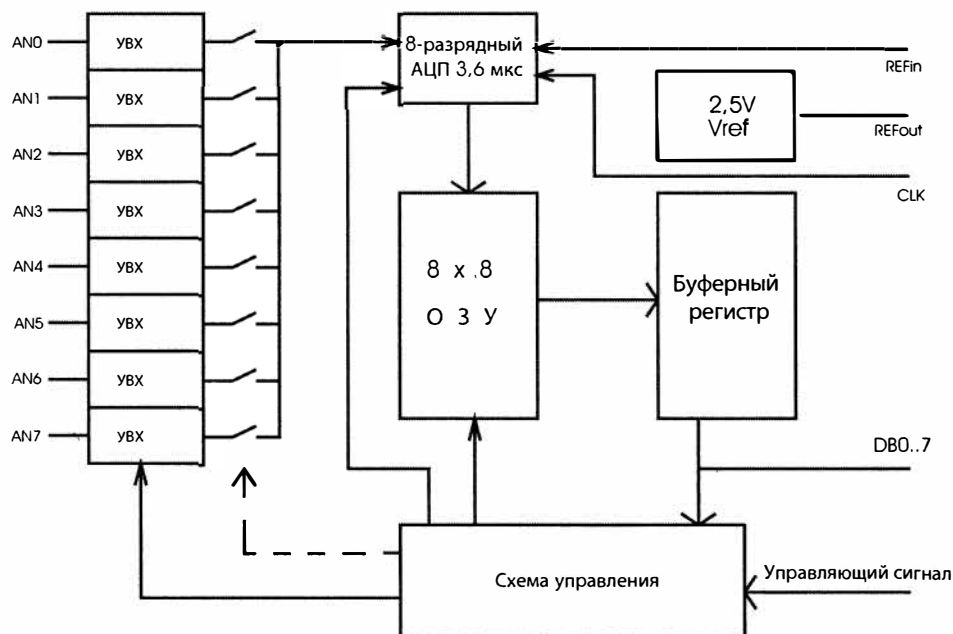 AN0
УВХ
8-разрядный
АЦП 3,6 мкс
REFin
AN1
УВХ
2,5V
Vref
REFout
AN2
УВХ
CLK
AN3
УВХ
AN4
УВХ
8 x .8
О З У
Буферный
регистр
AN5
УВХ
AN6
УВХ
AN7
УВХ
DB0..7
Схема управления
Управляющий сигнал